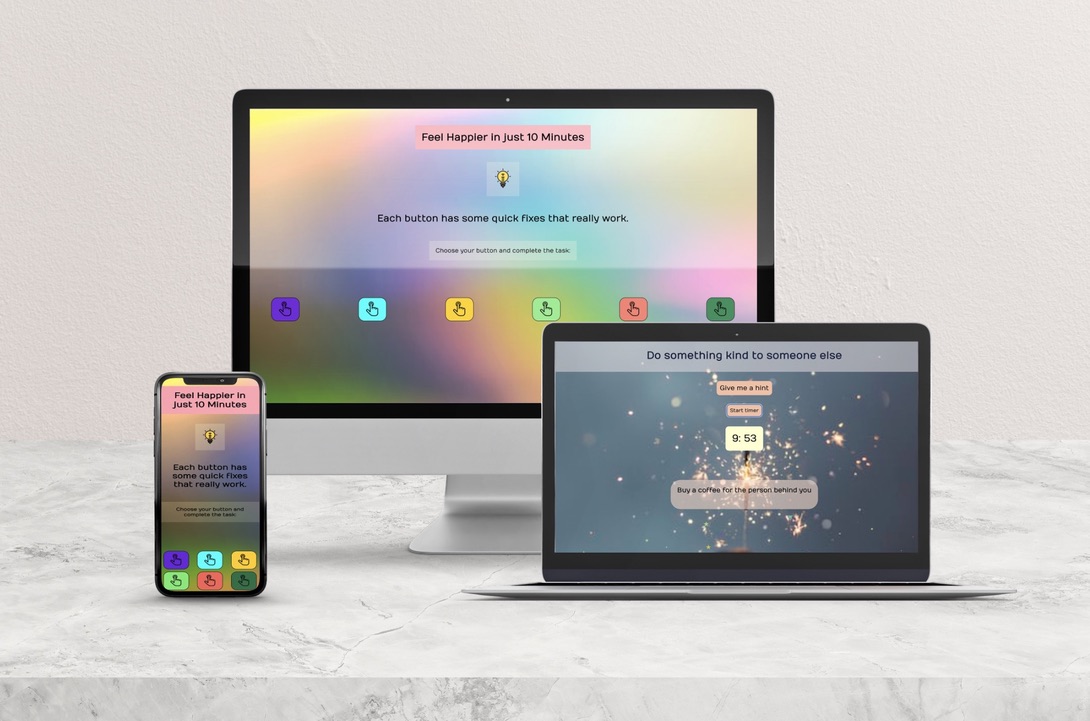 Feel Happier in just 10 Minutes
Each button has some quick fixes that really work.
Choose your button and complete the task:
Feel Happier in
just 10 Minutes
Each button has
some quick fixes
that really work.
Choose your button and
complete the task:
Do something kind to someone else
Give me a hint
Start timer
9: 53
Buy a coffee for the person behind you